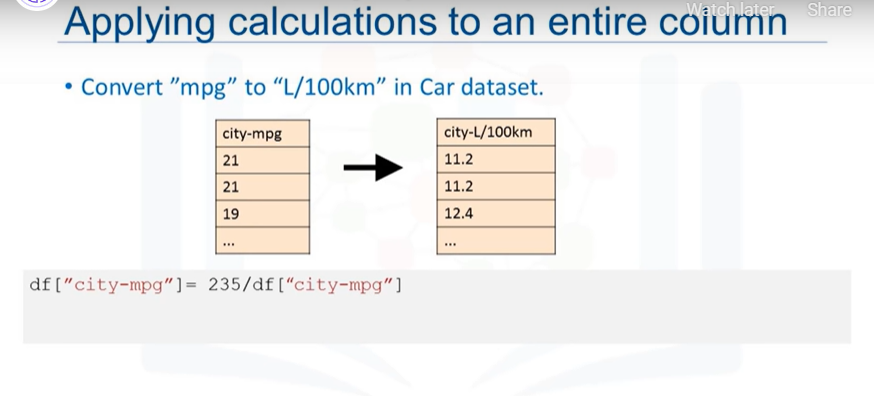 Watch later Share
Applying calculations to an entire column
• Convert ”mpg” to “L/100km” in Car dataset.
city-mpg
21
21
19
...
city-L/100km
11.2
11.2
12.4
...
df[”city-mpg”]= 235/df[“city-mpg”]